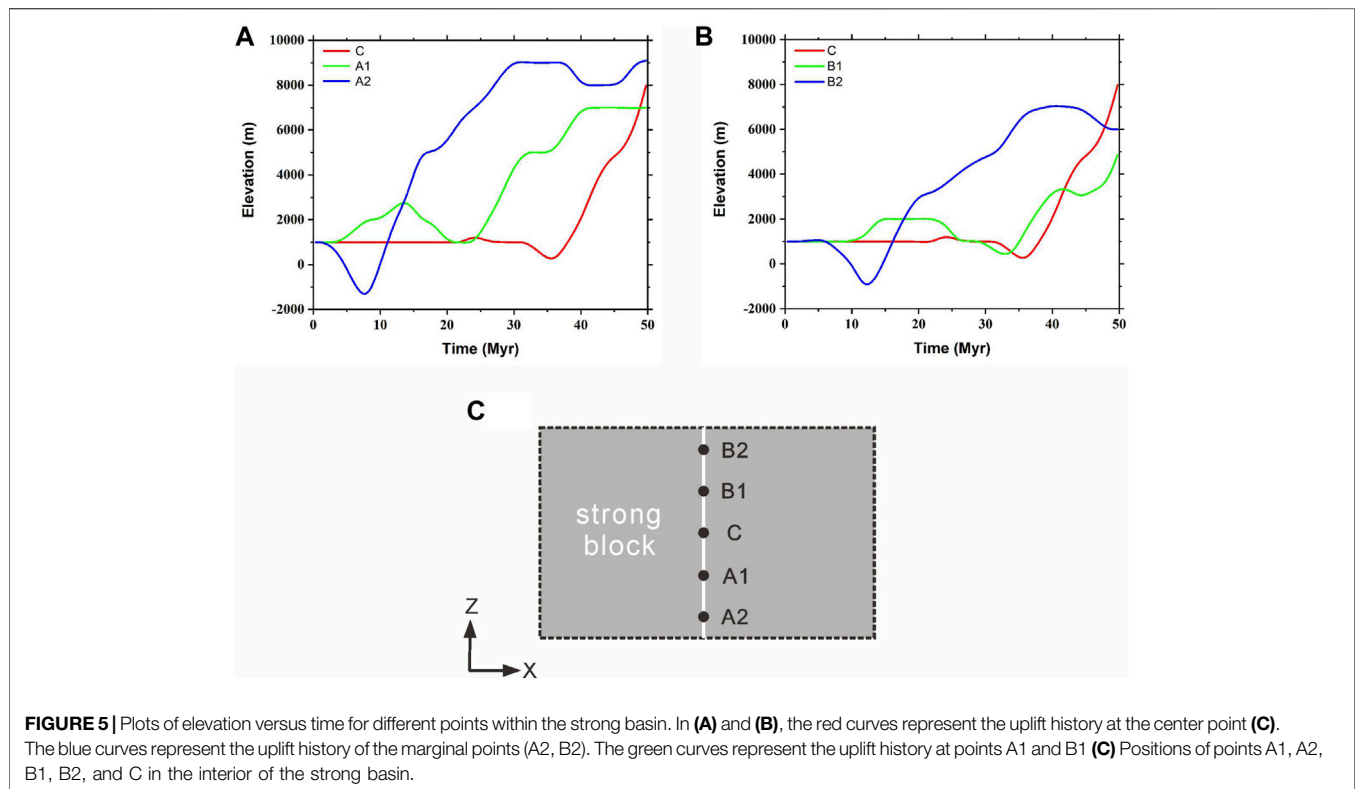 A
C
A1
A2
10000
8000
6000
4000
2000
0
-2000
Elevation (m)
0 10 20 30 40 50
Time (Myr)
B
C
B1
B2
10000
8000
6000
4000
2000
0
-2000
Elevation (m)
0 10 20 30 40 50
Time (Myr)
C
B2
B1
strong
block
C
A1
A2
Z
X
FIGURE 5 | Plots of elevation versus time for different points within the strong basin. In (A) and (B), the red curves represent the uplift history at the center point (C).
The blue curves represent the uplift history of the marginal points (A2, B2). The green curves represent the uplift history at points A1 and B1 (C) Positions of points A1, A2,
B1, B2, and C in the interior of the strong basin.